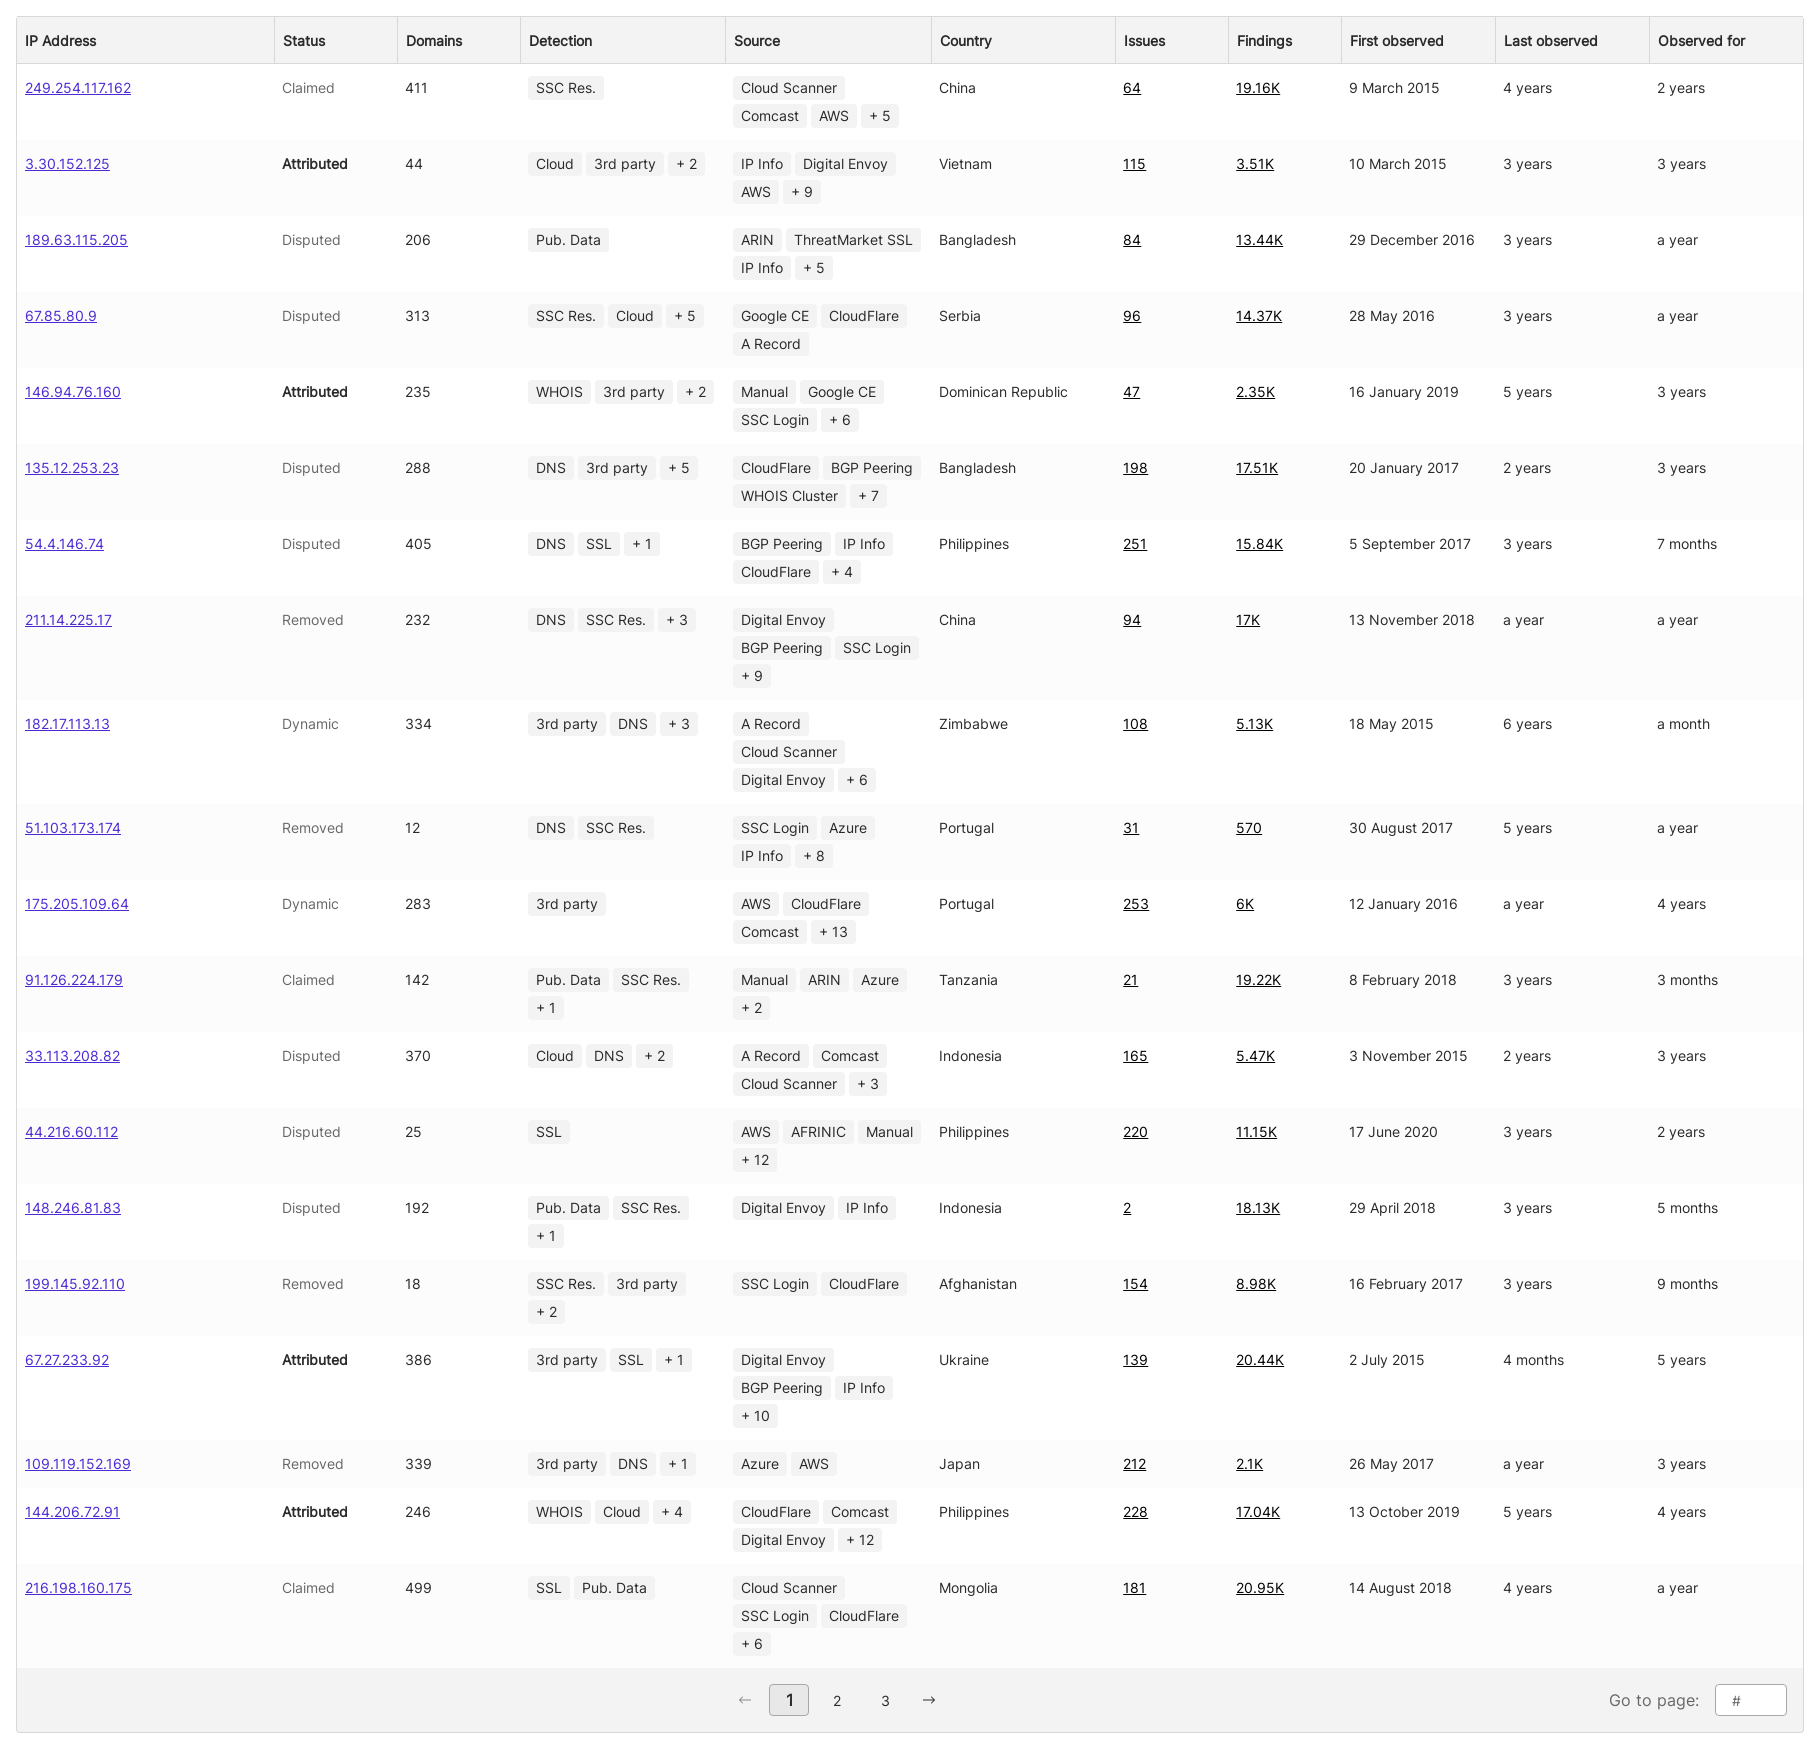 IP Address Status Domains Detection Source Country Issues Findings First observed Last observed Observed for
249.254.117.162 Claimed 411 SSC Res. Cloud Scanner China 64 19.16K 9 March 2015 4 years 2 years
Comcast AWS + 5
3.30.152.125 Attributed 44 Cloud 3rd party + 2 IP Info Digital Envoy Vietnam 115 3.51K 10 March 2015 3 years 3 years
AWS + 9
189.63.115.205 Disputed 206 Pub. Data ARIN ThreatMarket SSL Bangladesh 84 13.44K 29 December 2016 3 years a year
IP Info + 5
67.85.80.9 Disputed 313 SSC Res. Cloud + 5 Google CE CloudFlare Serbia 96 14.37K 28 May 2016 3 years a year
A Record
146.94.76.160 Attributed 235 WHOIS 3rd party + 2 Manual Google CE Dominican Republic 47 2.35K 16 January 2019 5 years 3 years
SSC Login + 6
135.12.253.23 Disputed 288 DNS 3rd party + 5 CloudFlare BGP Peering Bangladesh 198 17.51K 20 January 2017 2 years 3 years
WHOIS Cluster + 7
54.4.146.74 Disputed 405 DNS SSL + 1 BGP Peering IP Info Philippines 251 15.84K 5 September 2017 3 years 7 months
CloudFlare + 4
211.14.225.17 Removed 232 DNS SSC Res. + 3 Digital Envoy China 94 17K 13 November 2018 a year a year
BGP Peering SSC Login
+ 9
182.17.113.13 Dynamic 334 3rd party DNS + 3 A Record Zimbabwe 108 5.13K 18 May 2015 6 years a month
Cloud Scanner
Digital Envoy + 6
51.103.173.174 Removed 12 DNS SSC Res. SSC Login Azure Portugal 31 570 30 August 2017 5 years a year
IP Info + 8
175.205.109.64 Dynamic 283 3rd party AWS CloudFlare Portugal 253 6K 12 January 2016 a year 4 years
Comcast + 13
91.126.224.179 Claimed 142 Pub. Data SSC Res. Manual ARIN Azure Tanzania 21 19.22K 8 February 2018 3 years 3 months
+ 1 + 2
33.113.208.82 Disputed 370 Cloud DNS + 2 A Record Comcast Indonesia 165 5.47K 3 November 2015 2 years 3 years
Cloud Scanner + 3
44.216.60.112 Disputed 25 SSL AWS AFRINIC Manual Philippines 220 11.15K 17 June 2020 3 years 2 years
+ 12
148.246.81.83 Disputed 192 Pub. Data SSC Res. Digital Envoy IP Info Indonesia 2 18.13K 29 April 2018 3 years 5 months
+ 1
199.145.92.110 Removed 18 SSC Res. 3rd party SSC Login CloudFlare Afghanistan 154 8.98K 16 February 2017 3 years 9 months
+ 2
67.27.233.92 Attributed 386 3rd party SSL + 1 Digital Envoy Ukraine 139 20.44K 2 July 2015 4 months 5 years
BGP Peering IP Info
+ 10
109.119.152.169 Removed 339 3rd party DNS + 1 Azure AWS Japan 212 2.1K 26 May 2017 a year 3 years
144.206.72.91 Attributed 246 WHOIS Cloud + 4 CloudFlare Comcast Philippines 228 17.04K 13 October 2019 5 years 4 years
Digital Envoy + 12
216.198.160.175 Claimed 499 SSL Pub. Data Cloud Scanner Mongolia 181 20.95K 14 August 2018 4 years a year
SSC Login CloudFlare
+ 6
← 1 2 3 → Go to page: #